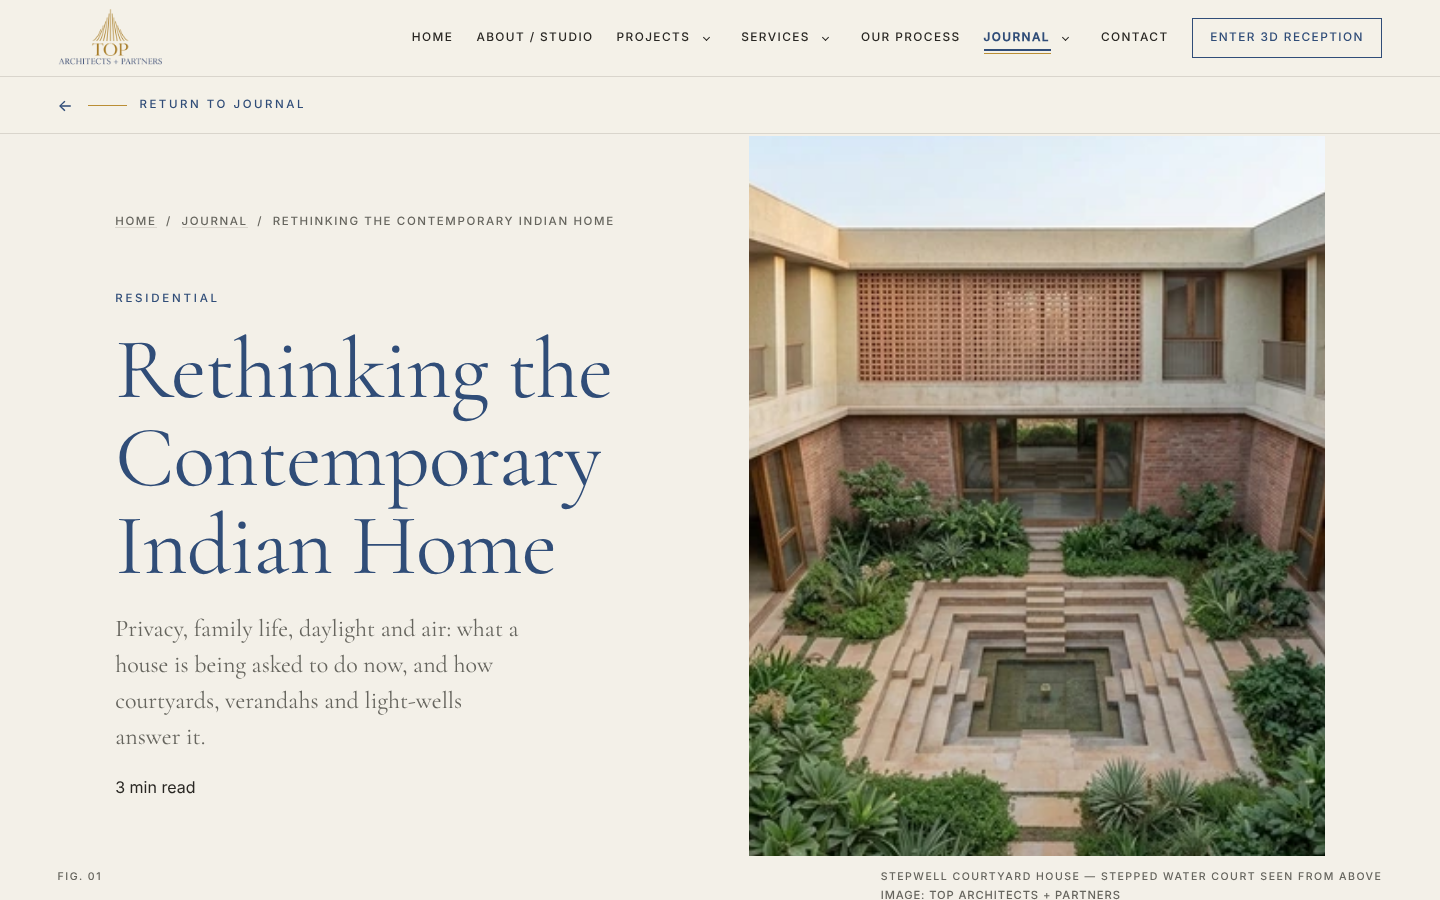 TOP
ARCHITECTS + PARTNERS
HOME
ABOUT / STUDIO
PROJECTS
SERVICES
OUR PROCESS
JOURNAL
CONTACT
ENTER 3D RECEPTION
RETURN TO JOURNAL
HOME / JOURNAL / RETHINKING THE CONTEMPORARY INDIAN HOME
RESIDENTIAL
Rethinking the
Contemporary
Indian Home
Privacy, family life, daylight and air: what a
house is being asked to do now, and how
courtyards, verandahs and light-wells
answer it.
3 min read
FIG. 01
STEPWELL COURTYARD HOUSE — STEPPED WATER COURT SEEN FROM ABOVE
IMAGE: TOP ARCHITECTS + PARTNERS